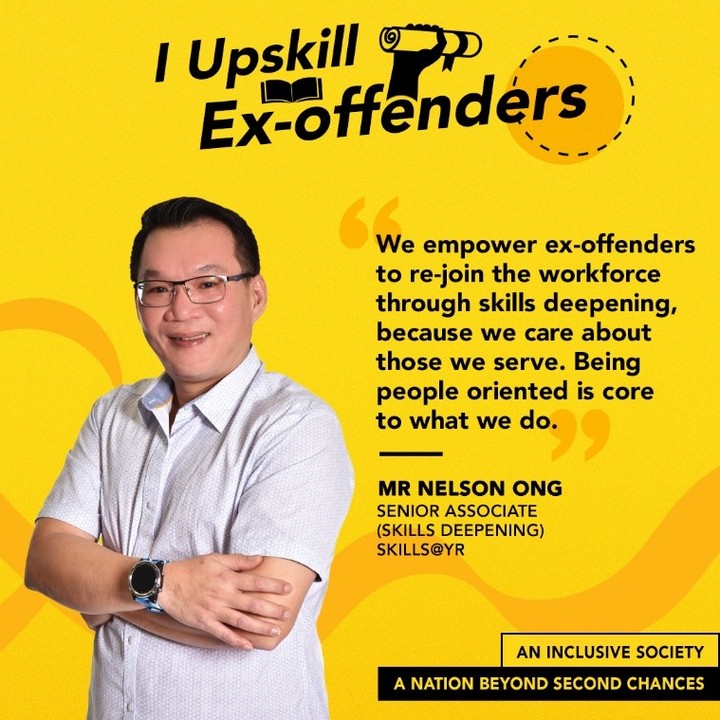 I Upskill
Ex-offenders
“We empower ex-offenders
to re-join the workforce
through skills deepening,
because we care about
those we serve. Being
people oriented is core
to what we do.”
MR NELSON ONG
SENIOR ASSOCIATE
(SKILLS DEEPENING)
SKILLS@YR
AN INCLUSIVE SOCIETY
A NATION BEYOND SECOND CHANCES